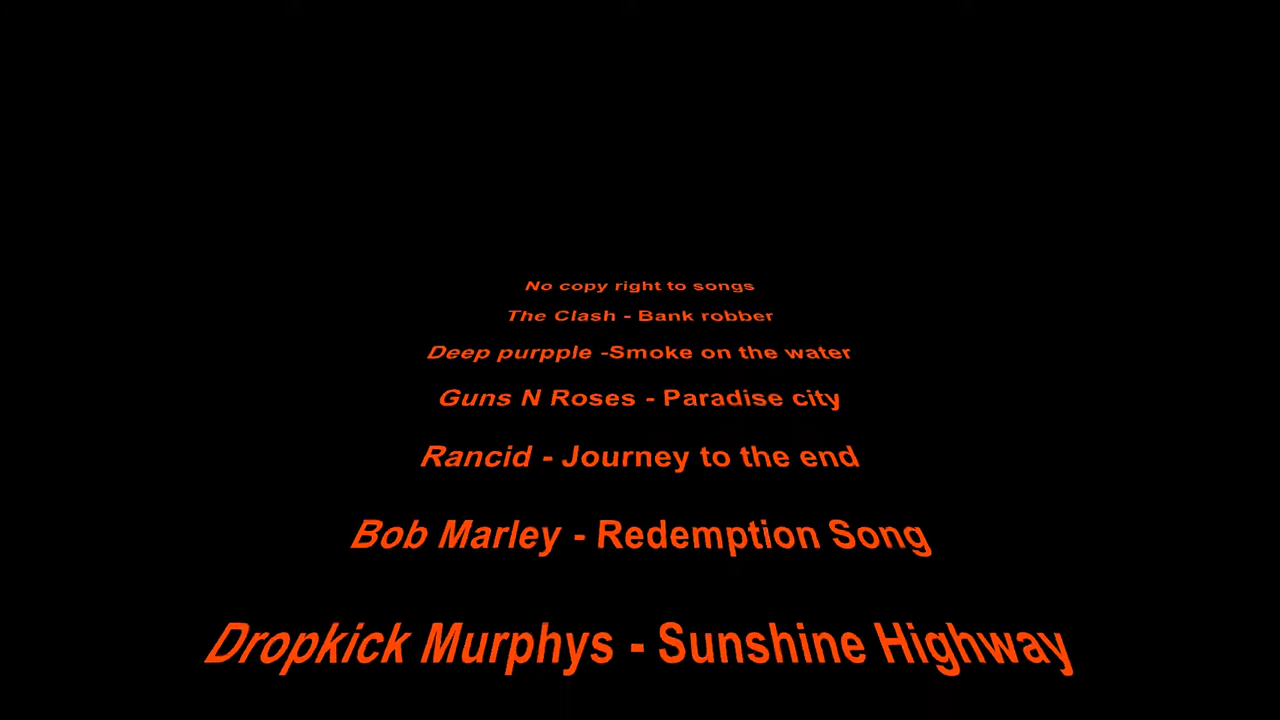 No copy right to songs
The Clash - Bank robber
Deep purpple -Smoke on the water
Guns N Roses - Paradise city
Rancid - Journey to the end
Bob Marley - Redemption Song
Dropkick Murphys - Sunshine Highway